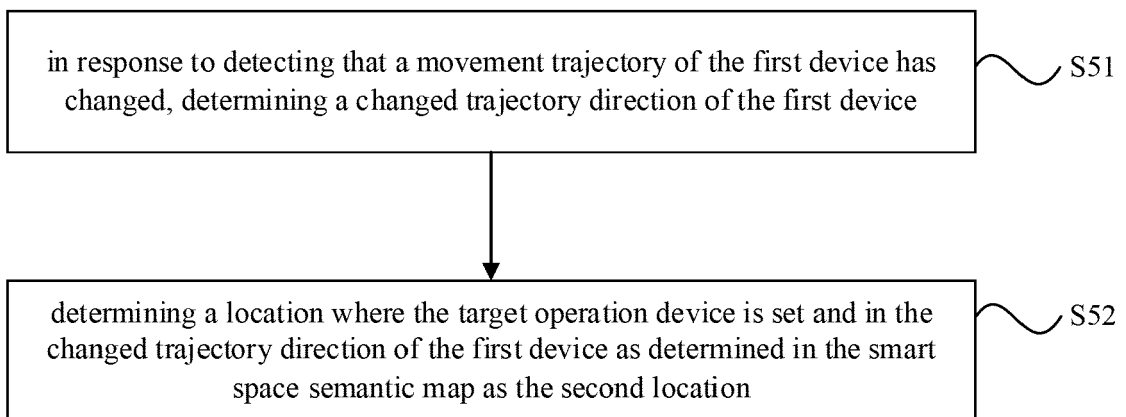 in response to detecting that a movement trajectory of the first device has
changed, determining a changed trajectory direction of the first device
S51
determining a location where the target operation device is set and in the
changed trajectory direction of the first device as determined in the smart
space semantic map as the second location
S52